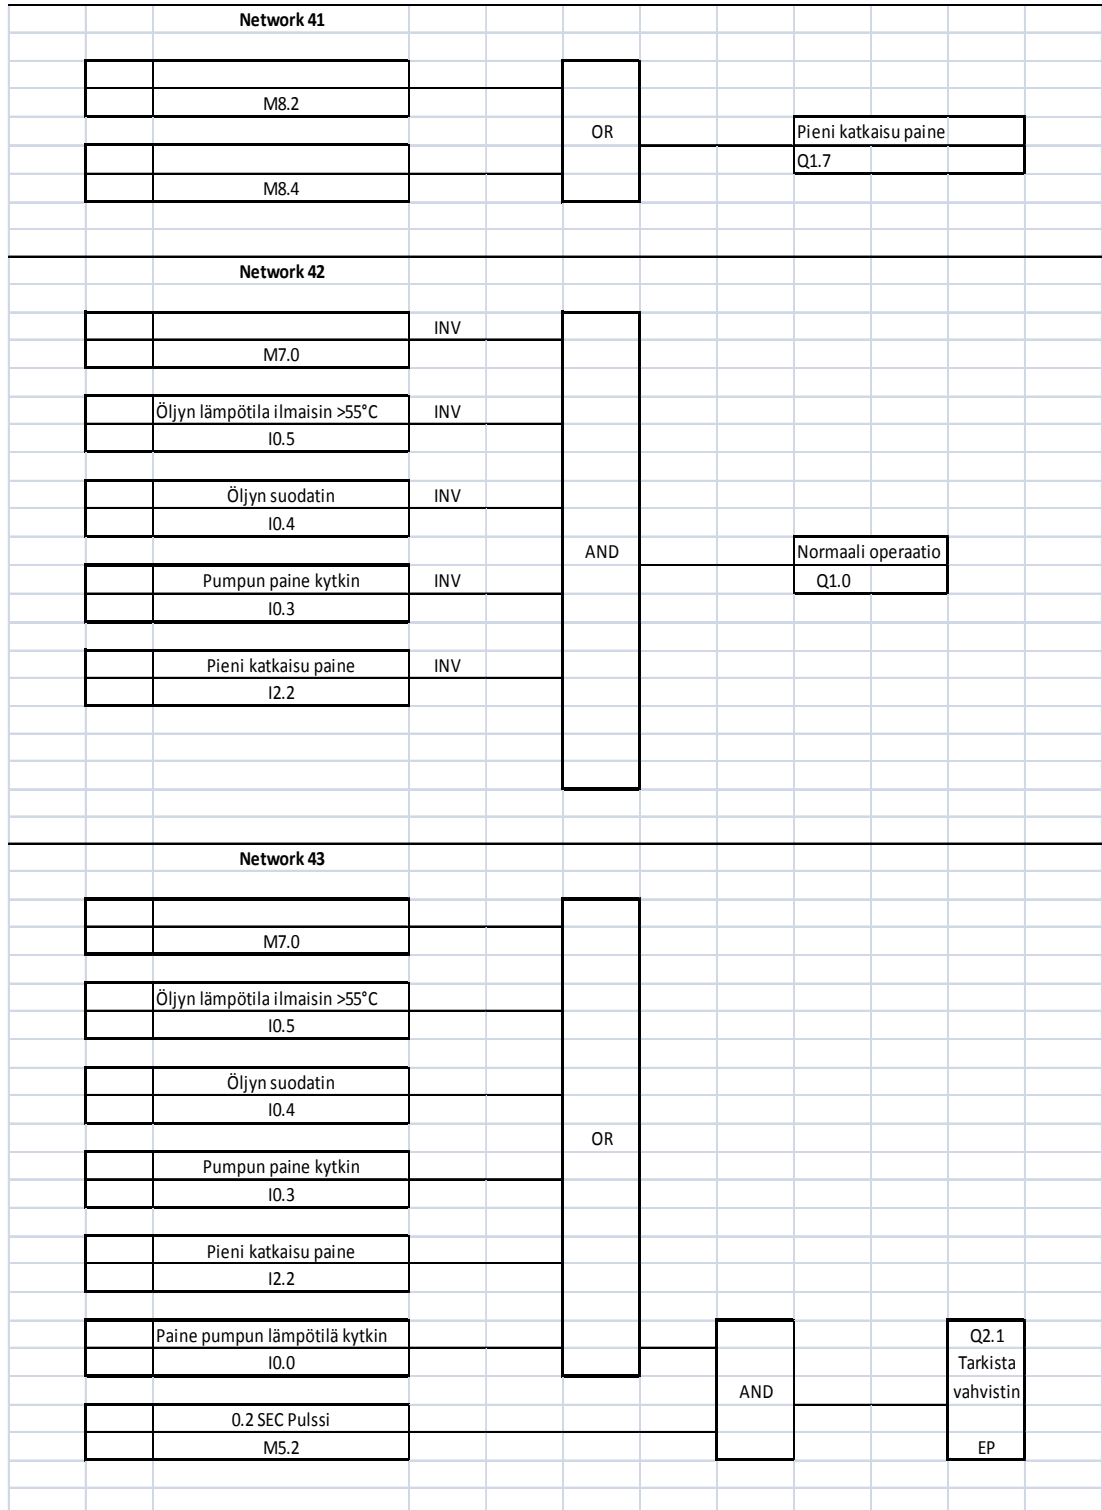 Network 41
M8.2
OR
Pieni katkaisu paine
Q1.7
M8.4
Network 42
INV
M7.0
Öljyn lämpötila ilmaisin >55°C
INV
I0.5
Öljyn suodatin
INV
I0.4
AND
Normaali operaatio
Pumpun paine kytkin
INV
Q1.0
I0.3
Pieni katkaisu paine
INV
I2.2
Network 43
M7.0
Öljyn lämpötila ilmaisin >55°C
I0.5
Öljyn suodatin
I0.4
OR
Pumpun paine kytkin
I0.3
Pieni katkaisu paine
I2.2
Paine pumpun lämpötilä kytkin
Q2.1
I0.0
Tarkista
AND
vahvistin
0.2 SEC Pulssi
M5.2
EP